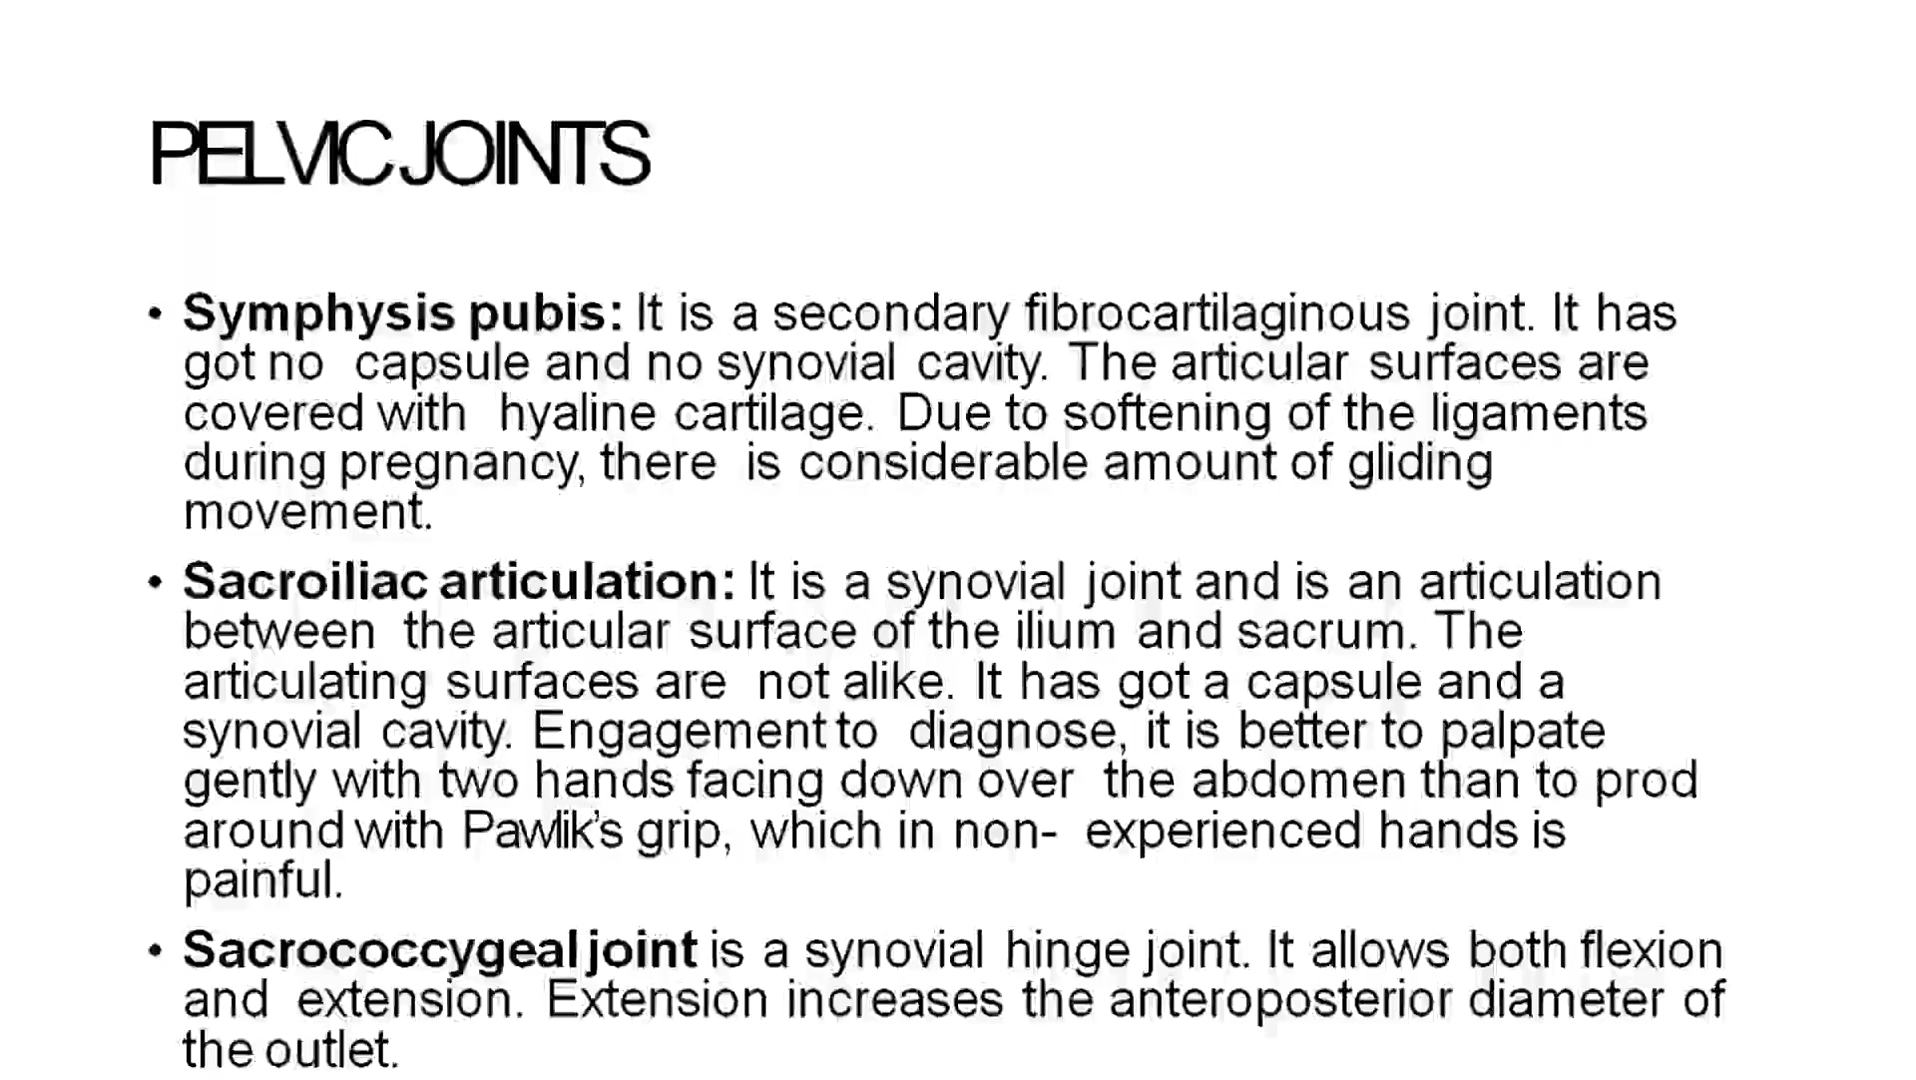 PELVIC JOINTS
• Symphysis pubis: It is a secondary fibrocartilaginous joint. It has
got no capsule and no synovial cavity. The articular surfaces are
covered with hyaline cartilage. Due to softening of the ligaments
during pregnancy, there is considerable amount of gliding
movement.
• Sacroiliac articulation: It is a synovial joint and is an articulation
between the articular surface of the ilium and sacrum. The
articulating surfaces are not alike. It has got a capsule and a
synovial cavity. Engagement to diagnose, it is better to palpate
gently with two hands facing down over the abdomen than to prod
around with Pawlik's grip, which in non- experienced hands is
painful.
• Sacrococcygeal joint is a synovial hinge joint. It allows both flexion
and extension. Extension increases the anteroposterior diameter of
the outlet.